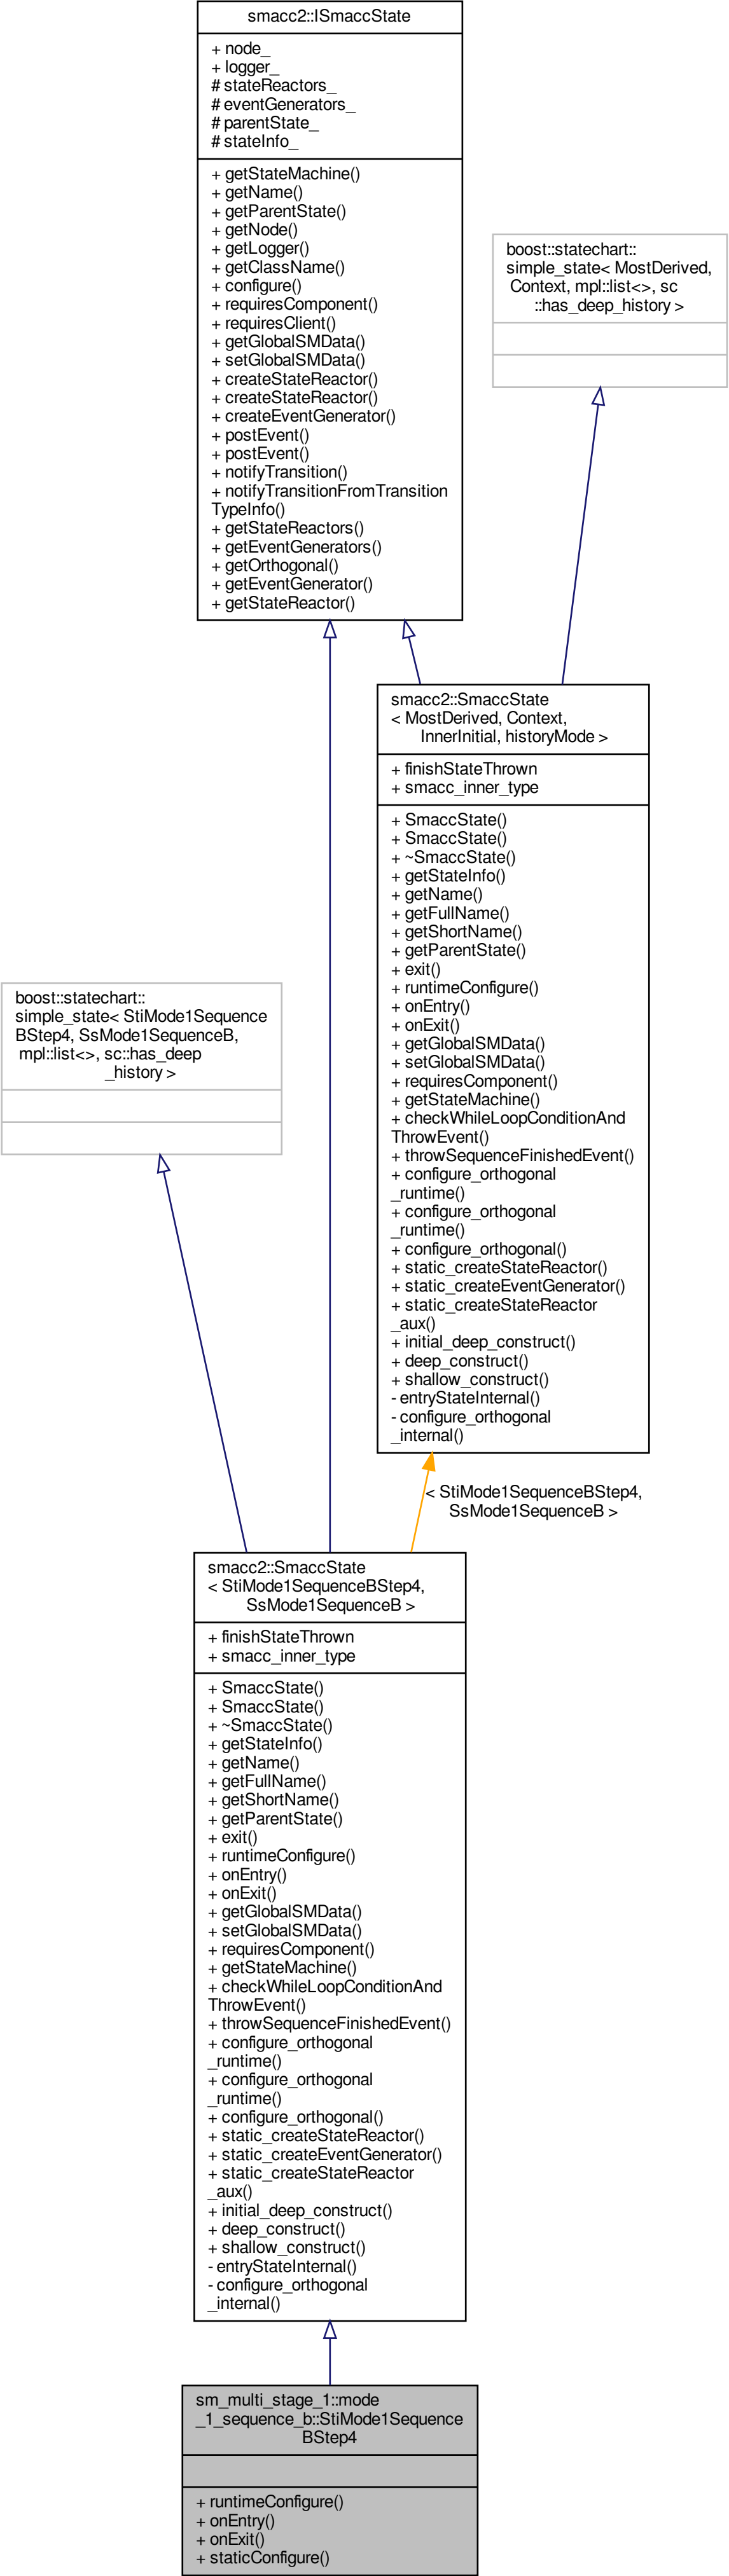 smacc2::ISmaccState
+ node_
+ logger_
# stateReactors_
# eventGenerators_
# parentState_
# stateInfo_
+ getStateMachine()
+ getName()
+ getParentState()
+ getNode()
+ getLogger()
+ getClassName()
+ configure()
+ requiresComponent()
+ requiresClient()
+ getGlobalSMData()
+ setGlobalSMData()
+ createStateReactor()
+ createStateReactor()
+ createEventGenerator()
+ postEvent()
+ postEvent()
+ notifyTransition()
+ notifyTransitionFromTransition
TypeInfo()
+ getStateReactors()
+ getEventGenerators()
+ getOrthogonal()
+ getEventGenerator()
+ getStateReactor()
boost::statechart::
simple_state< MostDerived,
Context, mpl::list<>, sc
::has_deep_history >
smacc2::SmaccState
< MostDerived, Context,
InnerInitial, historyMode >
+ finishStateThrown
+ smacc_inner_type
+ SmaccState()
+ SmaccState()
+ ~SmaccState()
+ getStateInfo()
+ getName()
+ getFullName()
+ getShortName()
+ getParentState()
+ exit()
+ runtimeConfigure()
+ onEntry()
+ onExit()
+ getGlobalSMData()
+ setGlobalSMData()
+ requiresComponent()
+ getStateMachine()
+ checkWhileLoopConditionAnd
ThrowEvent()
+ throwSequenceFinishedEvent()
+ configure_orthogonal
_runtime()
+ configure_orthogonal
_runtime()
+ configure_orthogonal()
+ static_createStateReactor()
+ static_createEventGenerator()
+ static_createStateReactor
_aux()
+ initial_deep_construct()
+ deep_construct()
+ shallow_construct()
- entryStateInternal()
- configure_orthogonal
_internal()
boost::statechart::
simple_state< StiMode1Sequence
BStep4, SsMode1SequenceB,
mpl::list<>, sc::has_deep
_history >
< StiMode1SequenceBStep4,
SsMode1SequenceB >
smacc2::SmaccState
< StiMode1SequenceBStep4,
SsMode1SequenceB >
+ finishStateThrown
+ smacc_inner_type
+ SmaccState()
+ SmaccState()
+ ~SmaccState()
+ getStateInfo()
+ getName()
+ getFullName()
+ getShortName()
+ getParentState()
+ exit()
+ runtimeConfigure()
+ onEntry()
+ onExit()
+ getGlobalSMData()
+ setGlobalSMData()
+ requiresComponent()
+ getStateMachine()
+ checkWhileLoopConditionAnd
ThrowEvent()
+ throwSequenceFinishedEvent()
+ configure_orthogonal
_runtime()
+ configure_orthogonal
_runtime()
+ configure_orthogonal()
+ static_createStateReactor()
+ static_createEventGenerator()
+ static_createStateReactor
_aux()
+ initial_deep_construct()
+ deep_construct()
+ shallow_construct()
- entryStateInternal()
- configure_orthogonal
_internal()
sm_multi_stage_1::mode
_1_sequence_b::StiMode1Sequence
BStep4
+ runtimeConfigure()
+ onEntry()
+ onExit()
+ staticConfigure()